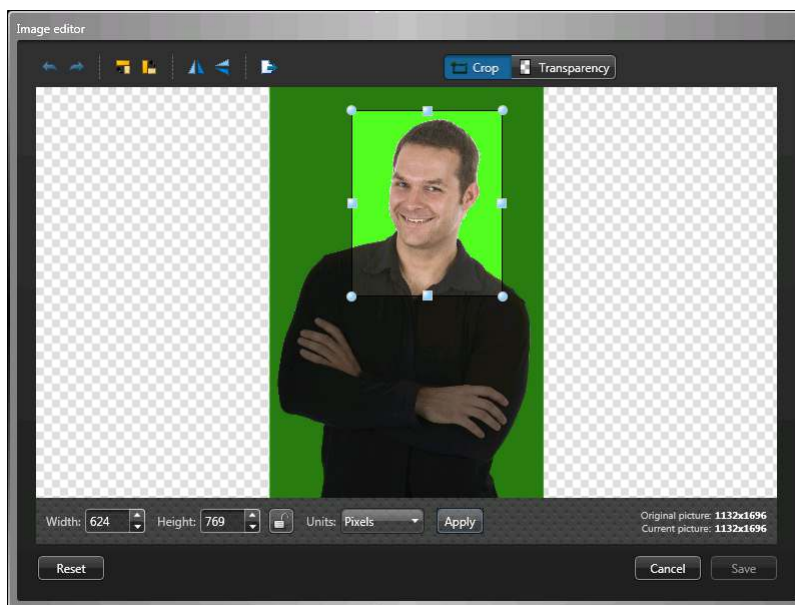 Image editor
Crop Transparency
Width: 624 Height: 769 Units: Pixels Apply
Original picture: 1132x1696
Current picture: 1132x1696
Reset Cancel Save